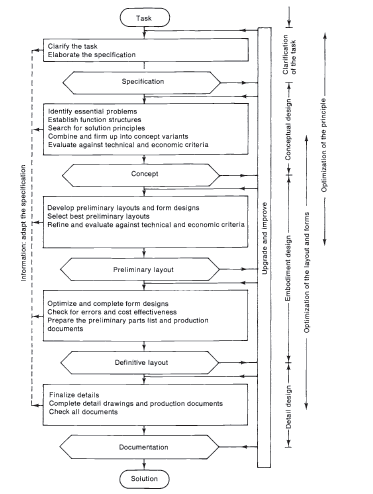 Task
Clarify the task
Elaborate the specification
Specification
Identify essential problems
Establish function structures
Search for solution principles
Combine and firm up into concept variants
Evaluate against technical and economic criteria
Concept
Develop preliminary layouts and form designs
Select best preliminary layouts
Refine and evaluate against technical and economic criteria
Preliminary layout
Optimize and complete form designs
Check for errors and cost effectiveness
Prepare the preliminary parts list and production
documents
Definitive layout
Finalize details
Complete detail drawings and production documents
Check all documents
Documentation
Solution
Information: adapt the specification
Upgrade and improve
Clarification
of the task
Conceptual design
Embodiment design
Detail design
Optimization of the principle
Optimization of the layout and forms